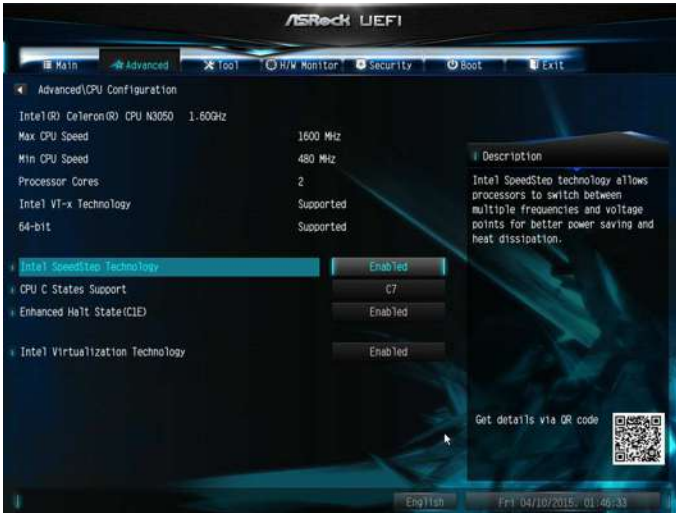 ASRock UEFI
Main Advanced Tool H/W Monitor Security Boot Exit
Advanced\CPU Configuration
Intel(R) Celeron(R) CPU N3050 1.60GHz
Max CPU Speed 1600 MHz
Min CPU Speed 480 MHz
Processor Cores 2
Intel VT-x Technology Supported
64-bit Supported
Intel SpeedStep Technology Enabled
CPU C States Support C7
Enhanced Halt State(C1E) Enabled
Intel Virtualization Technology Enabled
Description
Intel SpeedStep technology allows
processors to switch between
multiple frequencies and voltage
points for better power saving and
heat dissipation.
Get details via QR code
English Fri 04/10/2015, 01:46:33